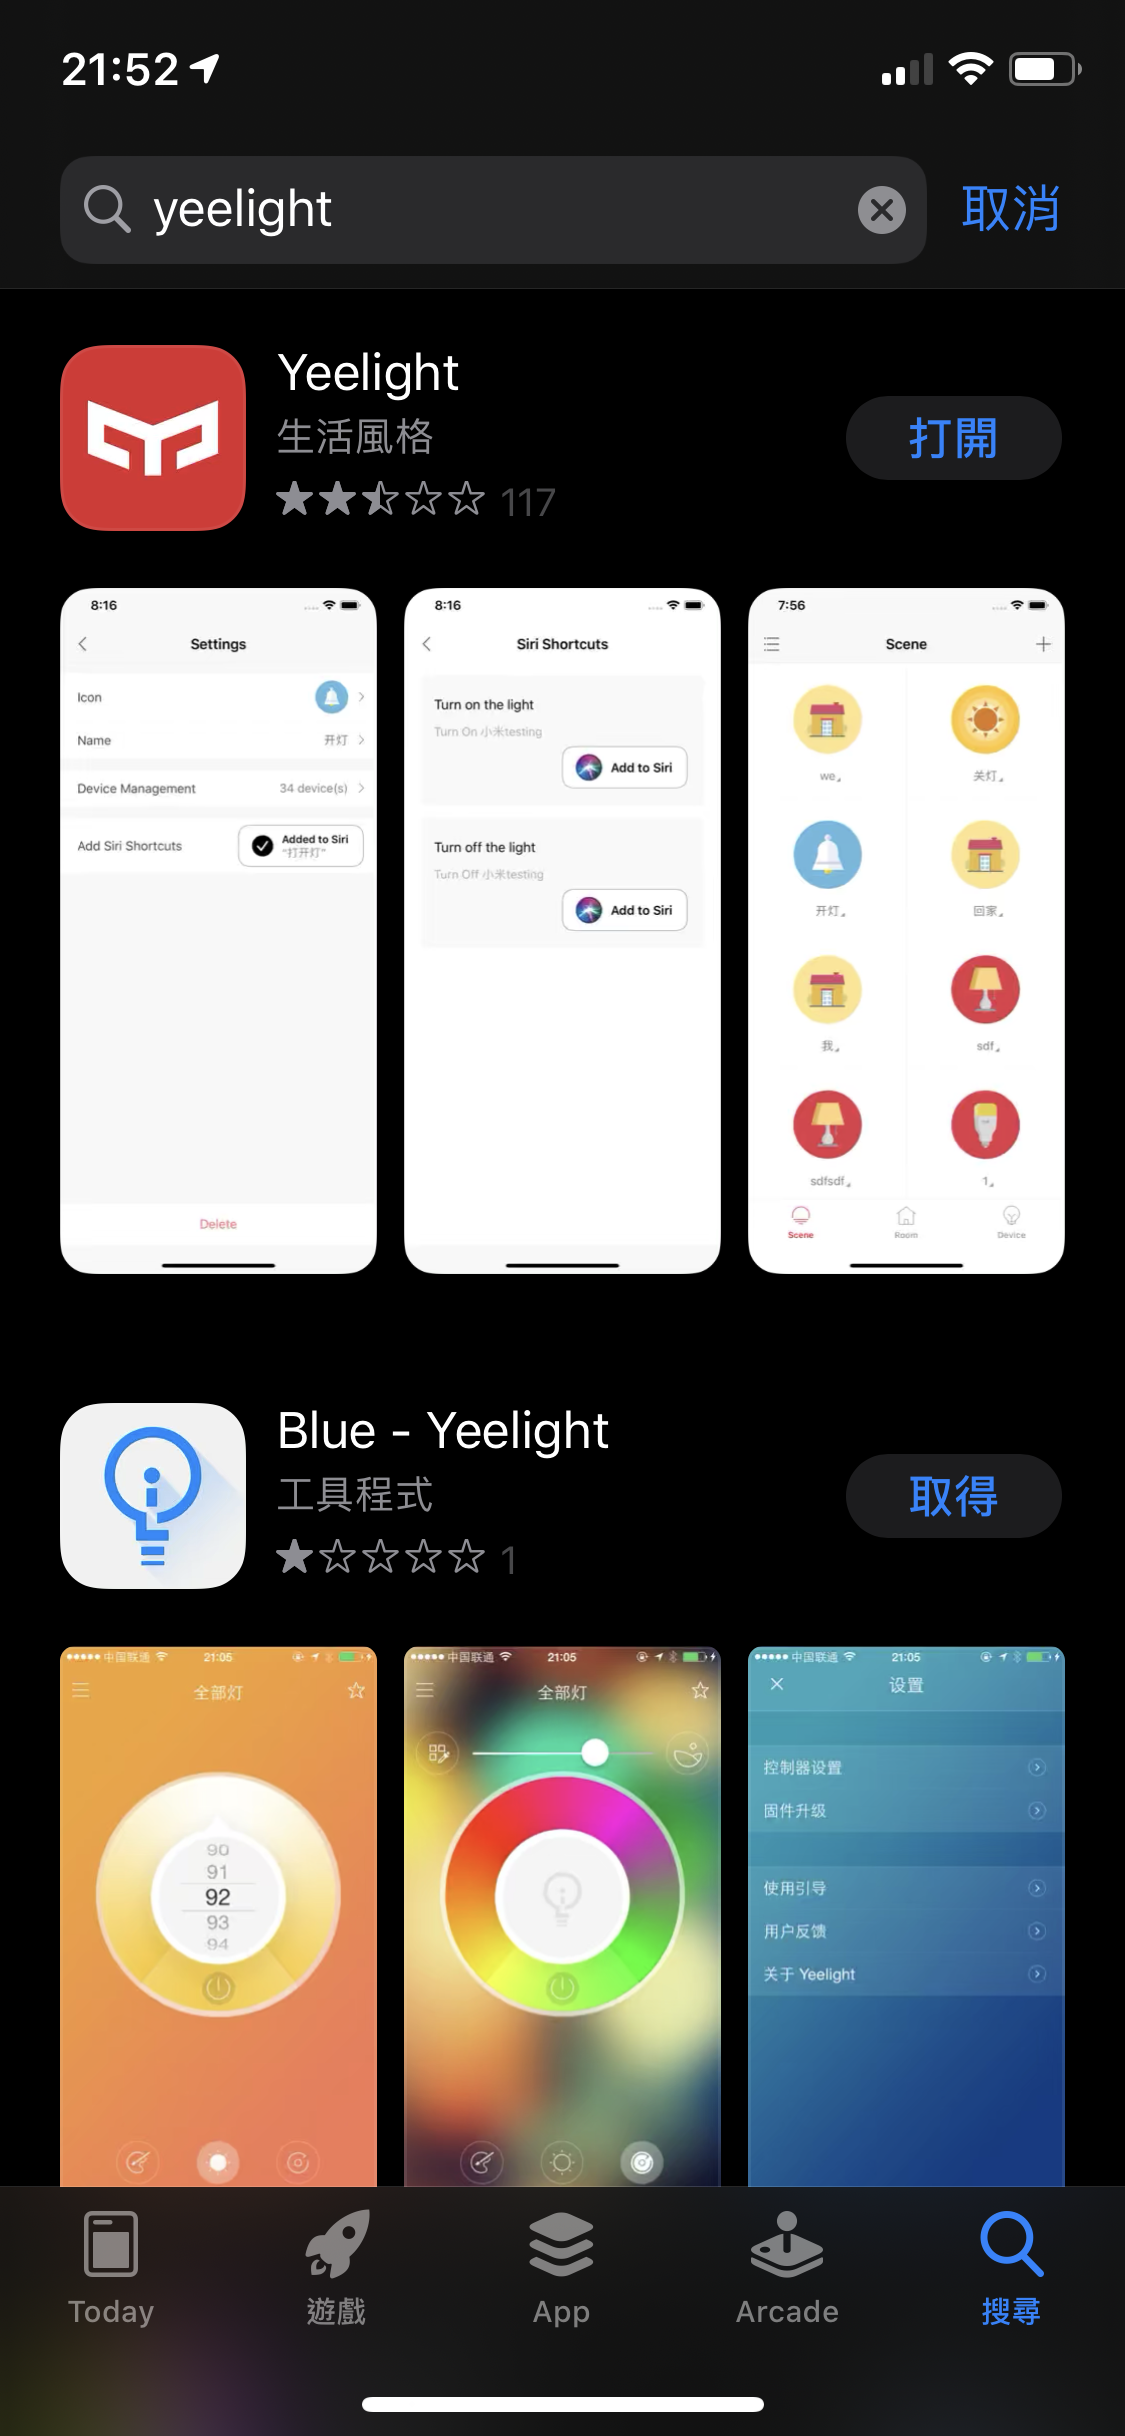 21:52
yeelight
取消
Yeelight
生活風格
117
打開
8:16
Settings
Icon
Name
开灯
Device Management
34 device(s)
Add Siri Shortcuts
Added to Siri
"打开灯"
Delete
8:16
Siri Shortcuts
Turn on the light
Turn On 小米testing
Add to Siri
Turn off the light
Turn Off 小米testing
Add to Siri
7:56
Scene
we
关灯
开灯
回家
我
sdf
sdfsdf
1
Scene
Room
Device
Blue - Yeelight
工具程式
1
取得
中国联通
21:05
全部灯
90
91
92
93
94
中国联通
21:05
全部灯
中国联通
21:05
设置
控制器设置
固件升级
使用引导
用户反馈
关于 Yeelight
Today
遊戲
App
Arcade
搜尋